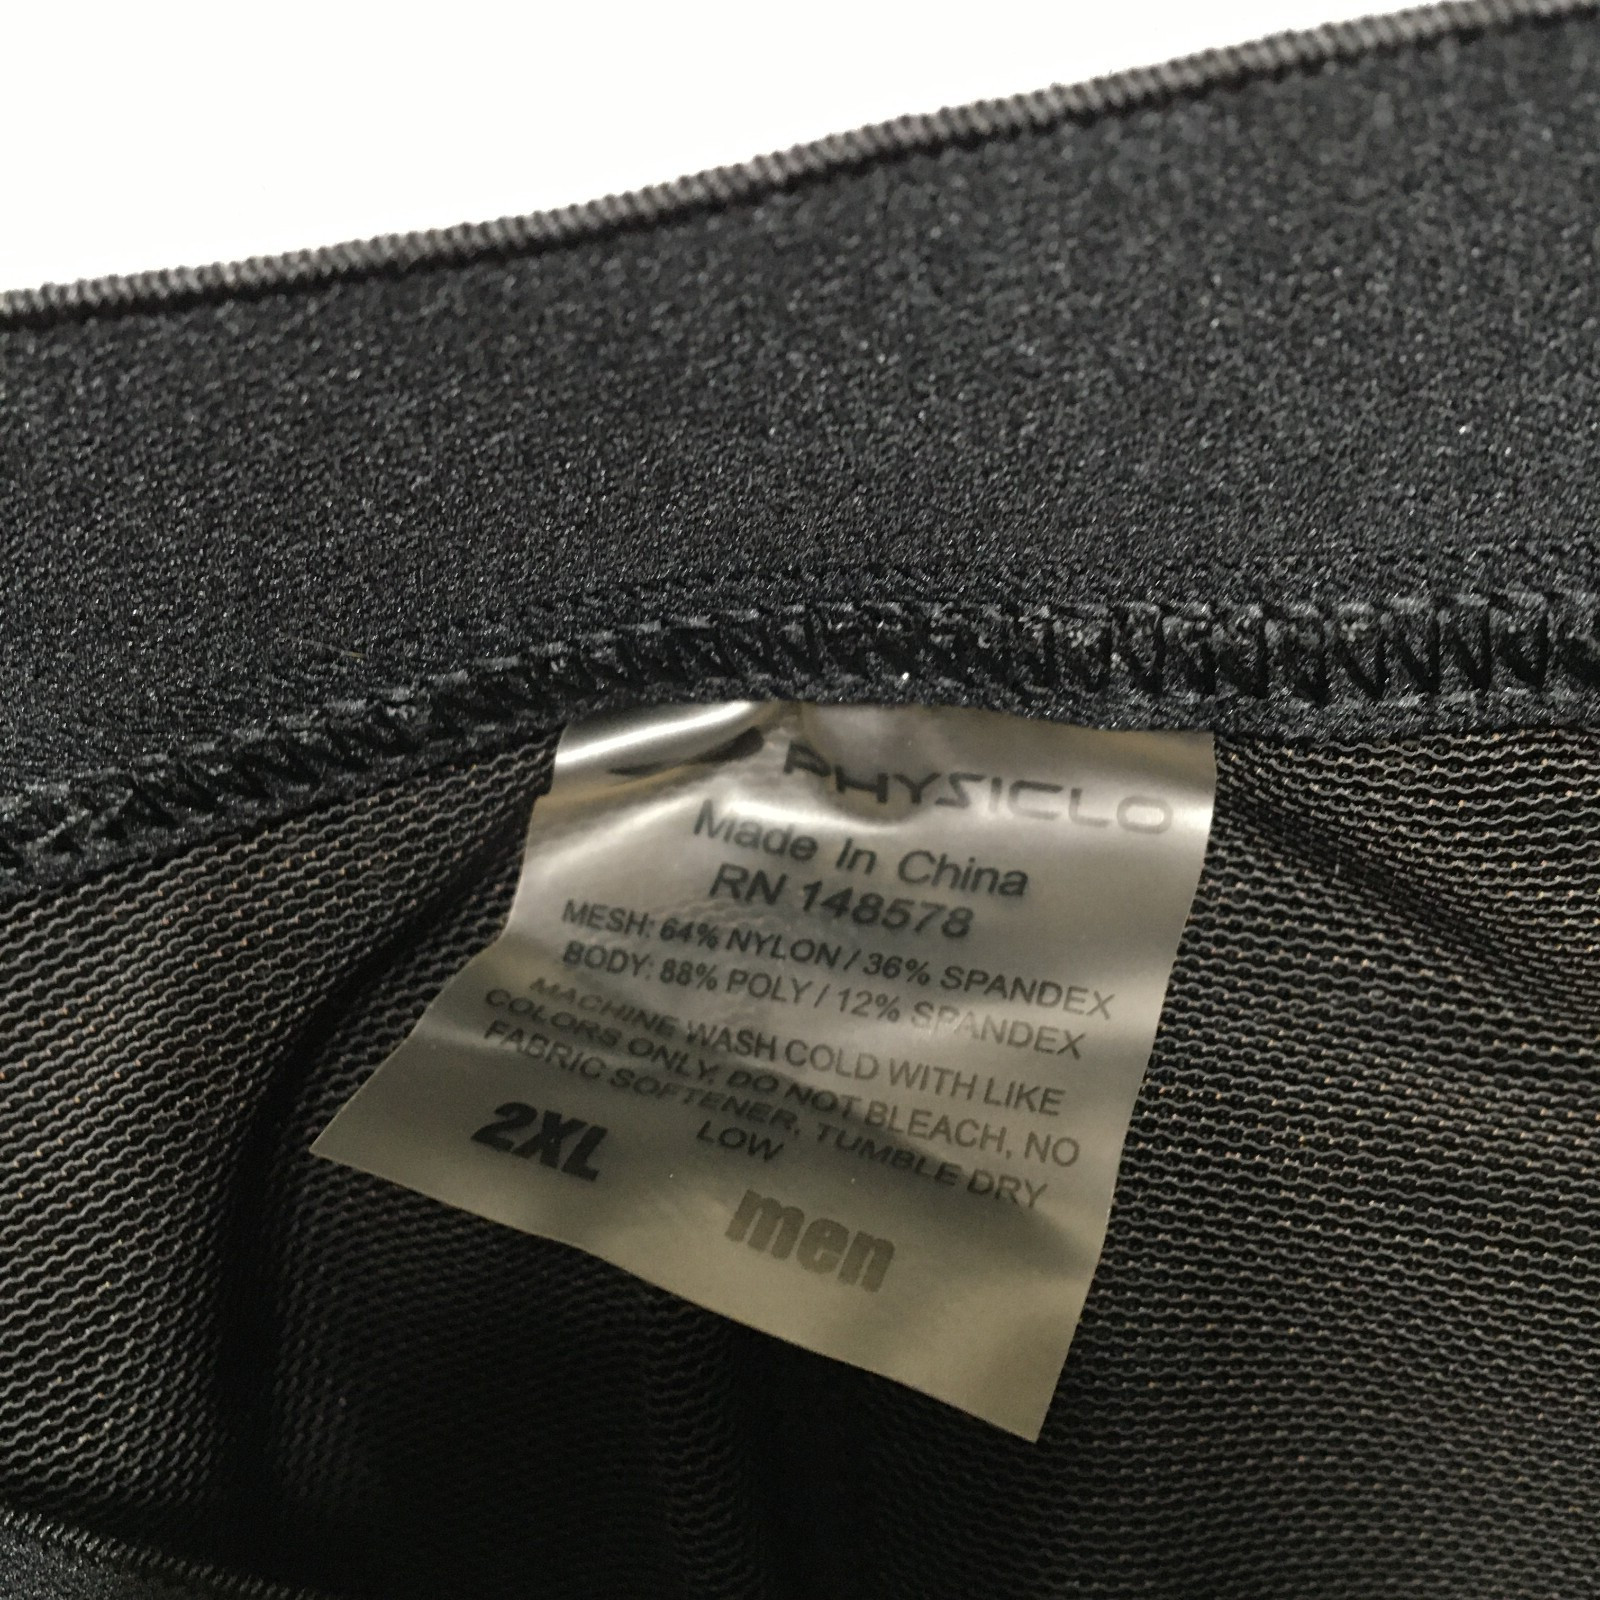 PHYSICLO
Made In China
RN 148578
MESH: 64% NYLON / 36% SPANDEX
BODY: 88% POLY / 12% SPANDEX
MACHINE WASH COLD WITH LIKE
COLORS ONLY, DO NOT BLEACH, NO
FABRIC SOFTENER, TUMBLE DRY
LOW
2XL
men